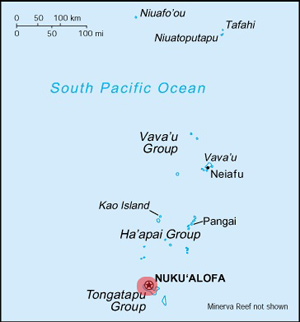 0 50 100 km
0 50 100 mi
Niuafo'ou
Tafahi
Niuatoputapu
South Pacific Ocean
Vava'u
Group
Vava'u
Neiafu
Kao Island
Pangai
Ha'apai Group
NUKU'ALOFA
Tongatapu
Group
Minerva Reef not shown